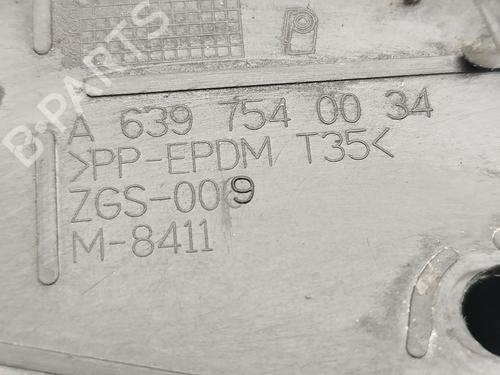 B-PARTS
A 639 754 00 34
>PP-EPDM T35<
ZGS-009
M-8411